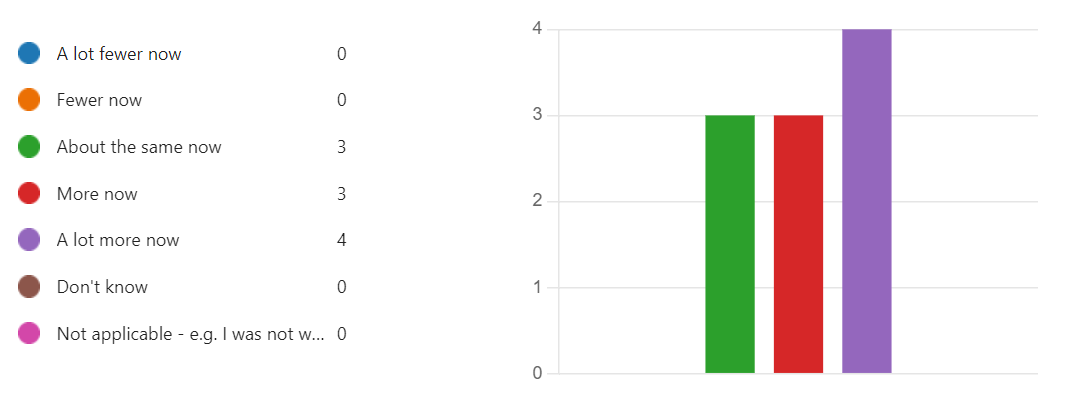 A lot fewer now 0
Fewer now 0
About the same now 3
More now 3
A lot more now 4
Don't know 0
Not applicable - e.g. I was not w... 0
4
3
2
1
0